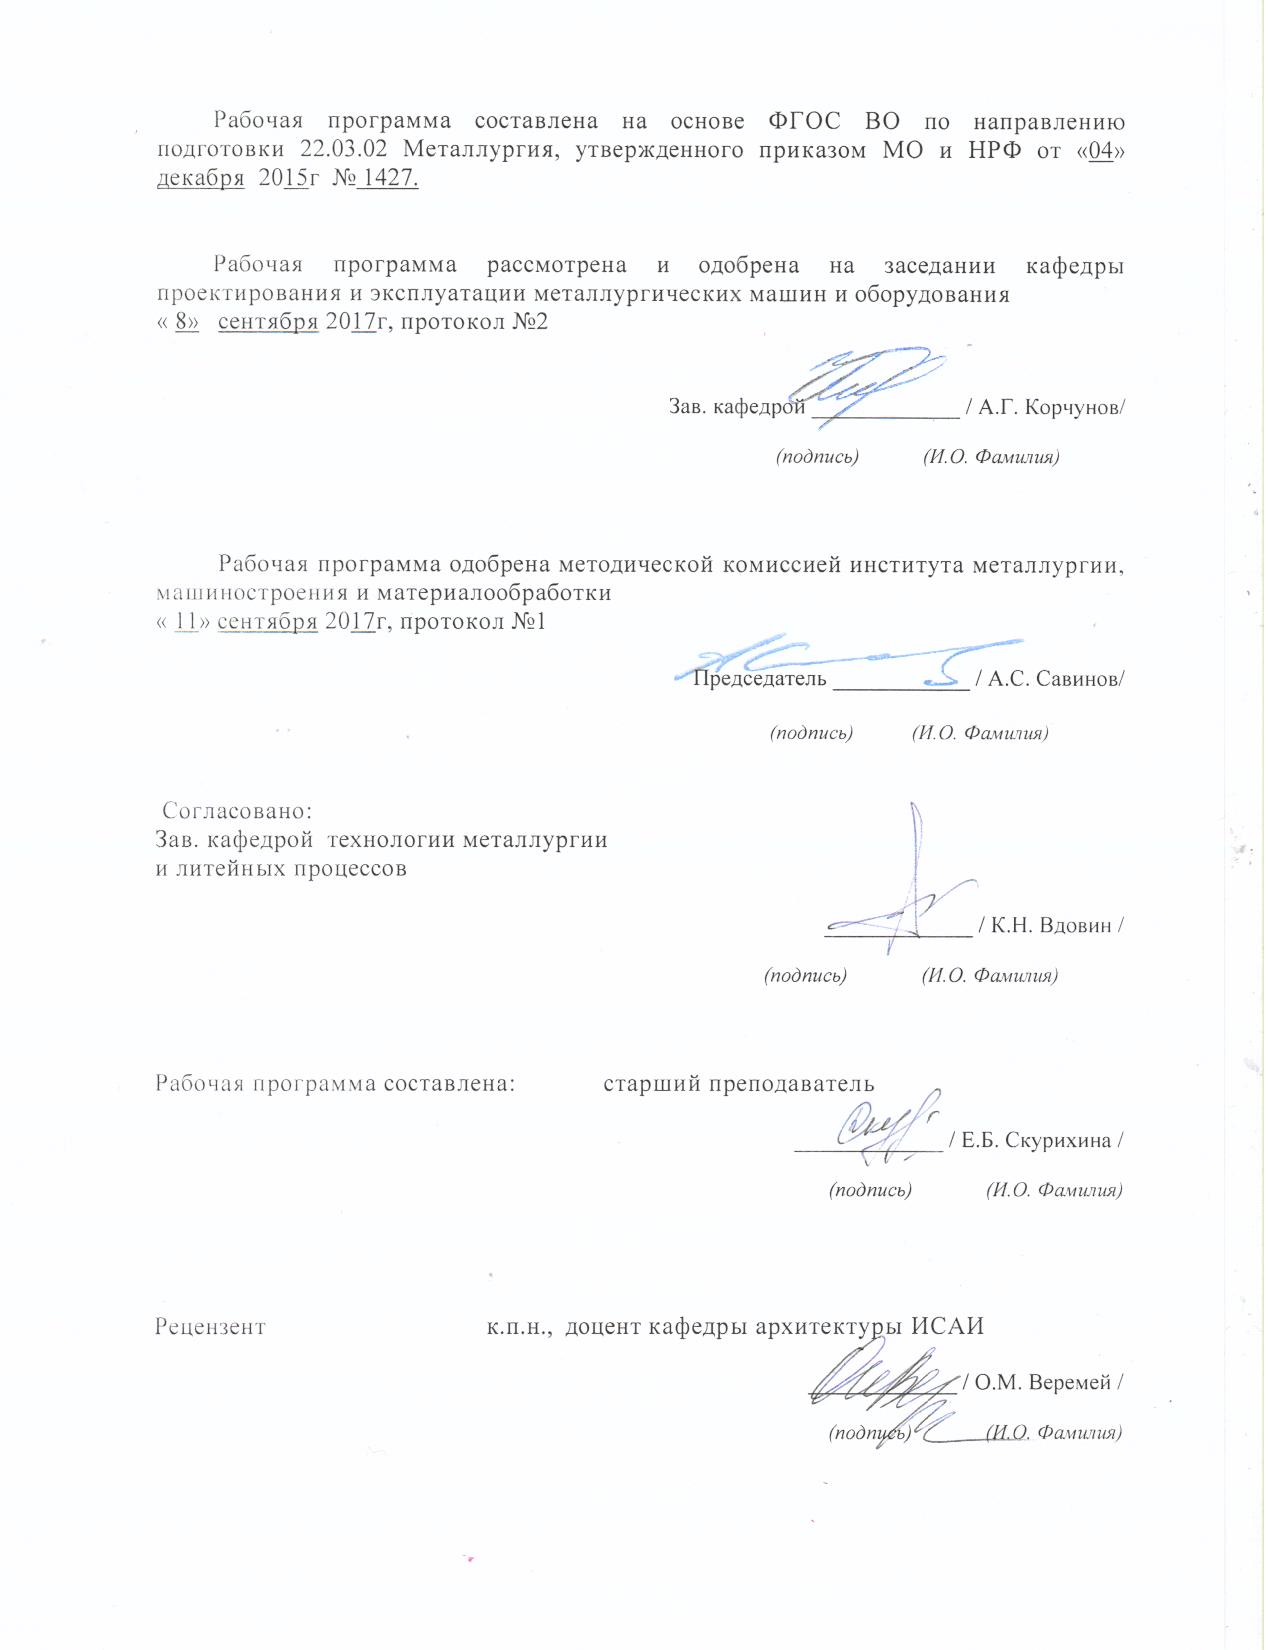 Рабочая программа составлена на основе ФГОС ВО по направлению
подготовки 22.03.02 Металлургия, утвержденного приказом МО и НРФ от «04»
декабря 2015г № 1427.
Рабочая программа рассмотрена и одобрена на заседании кафедры
проектирования и эксплуатации металлургических машин и оборудования
« 8» сентября 2017г, протокол №2
Зав. кафедрой ____________ / А.Г. Корчунов/
(подпись) (И.О. Фамилия)
Рабочая программа одобрена методической комиссией института металлургии,
машиностроения и материалообработки
« 11» сентября 2017г, протокол №1
Председатель ___________ / А.С. Савинов/
(подпись) (И.О. Фамилия)
Согласовано:
Зав. кафедрой технологии металлургии
и литейных процессов
____________ / К.Н. Вдовин /
(подпись) (И.О. Фамилия)
Рабочая программа составлена: старший преподаватель
____________ / Е.Б. Скурихина /
(подпись) (И.О. Фамилия)
Рецензент к.п.н., доцент кафедры архитектуры ИСАИ
____________ / О.М. Веремей /
(подпись) (И.О. Фамилия)